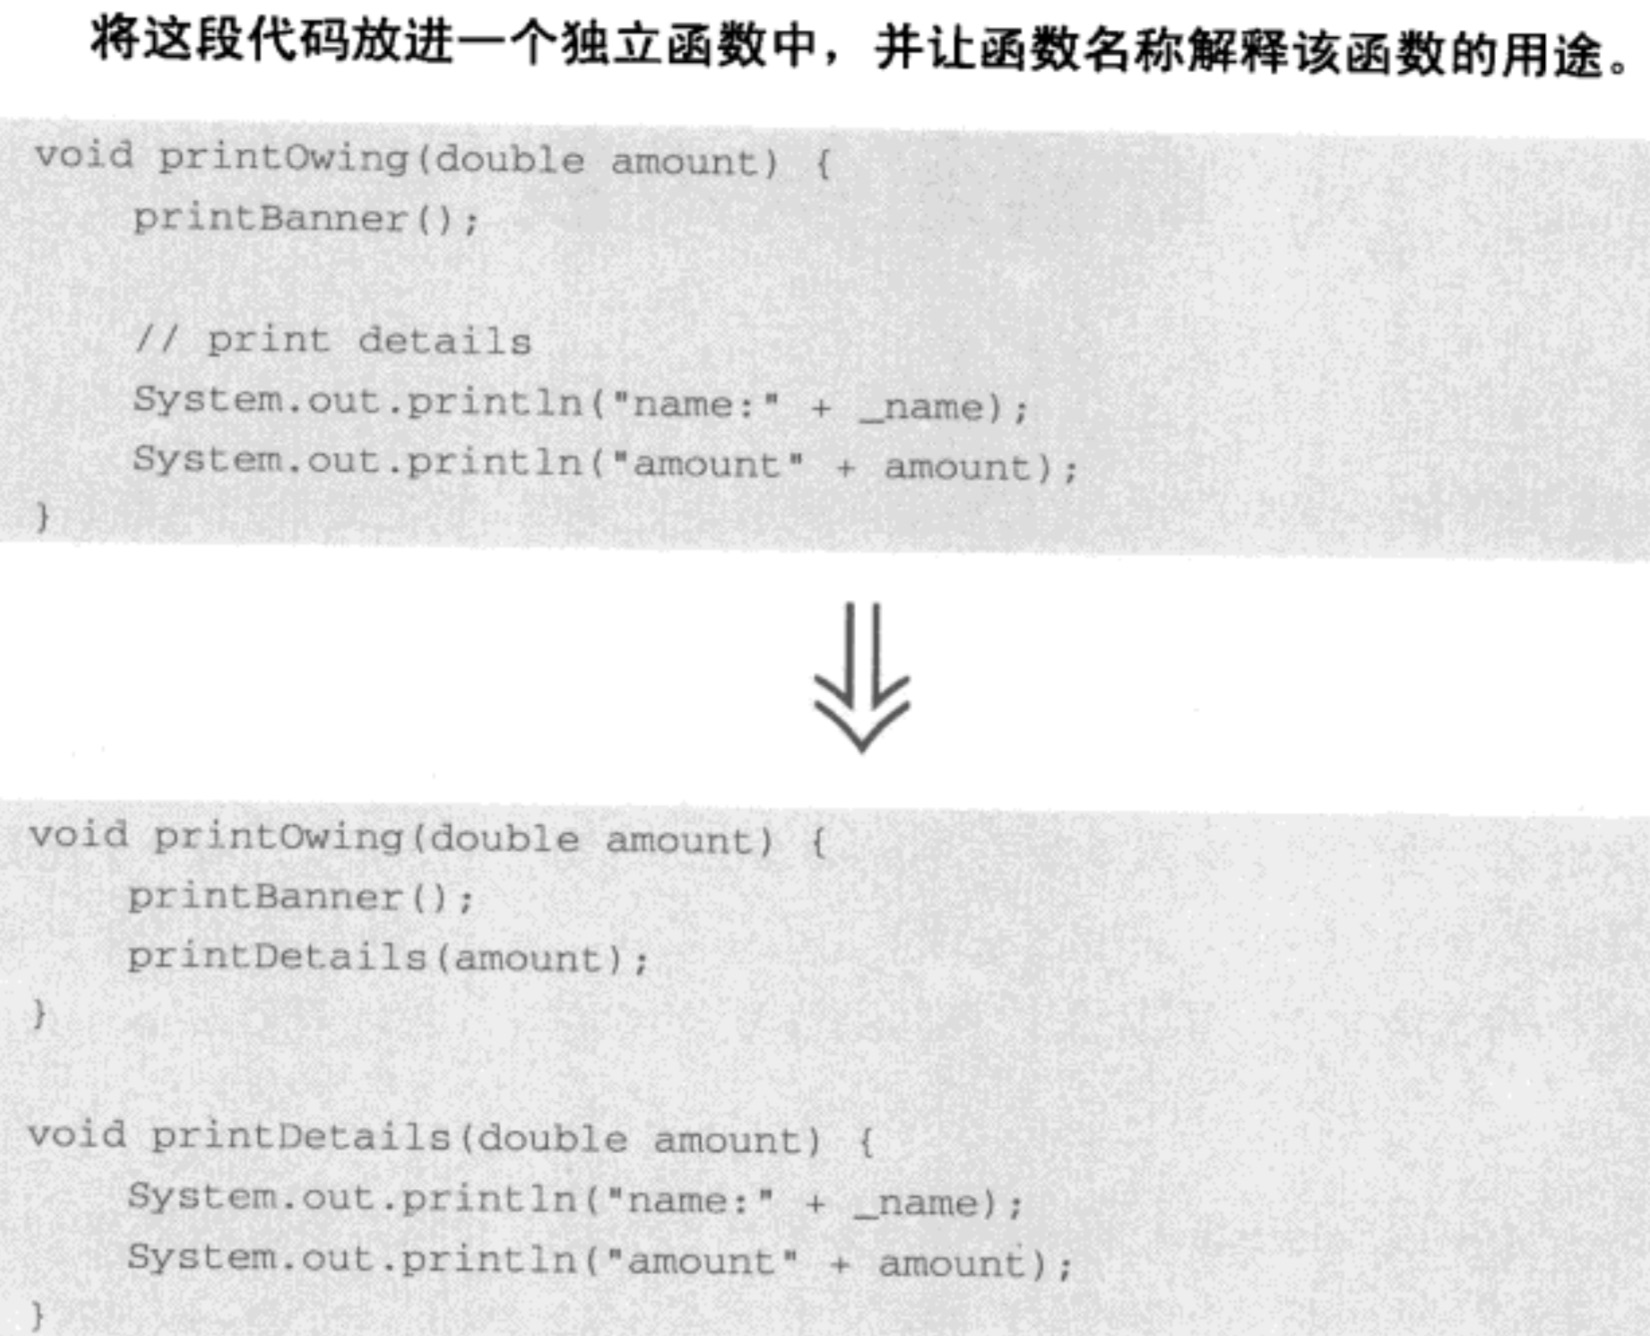 将这段代码放进一个独立函数中，并让函数名称解释该函数的用途。
void printOwing(double amount) {
    printBanner();
    // print details
    System.out.println("name:" + _name);
    System.out.println("amount" + amount);
}
void printOwing(double amount) {
    printBanner();
    printDetails(amount);
}
void printDetails(double amount) {
    System.out.println("name:" + _name);
    System.out.println("amount" + amount);
}